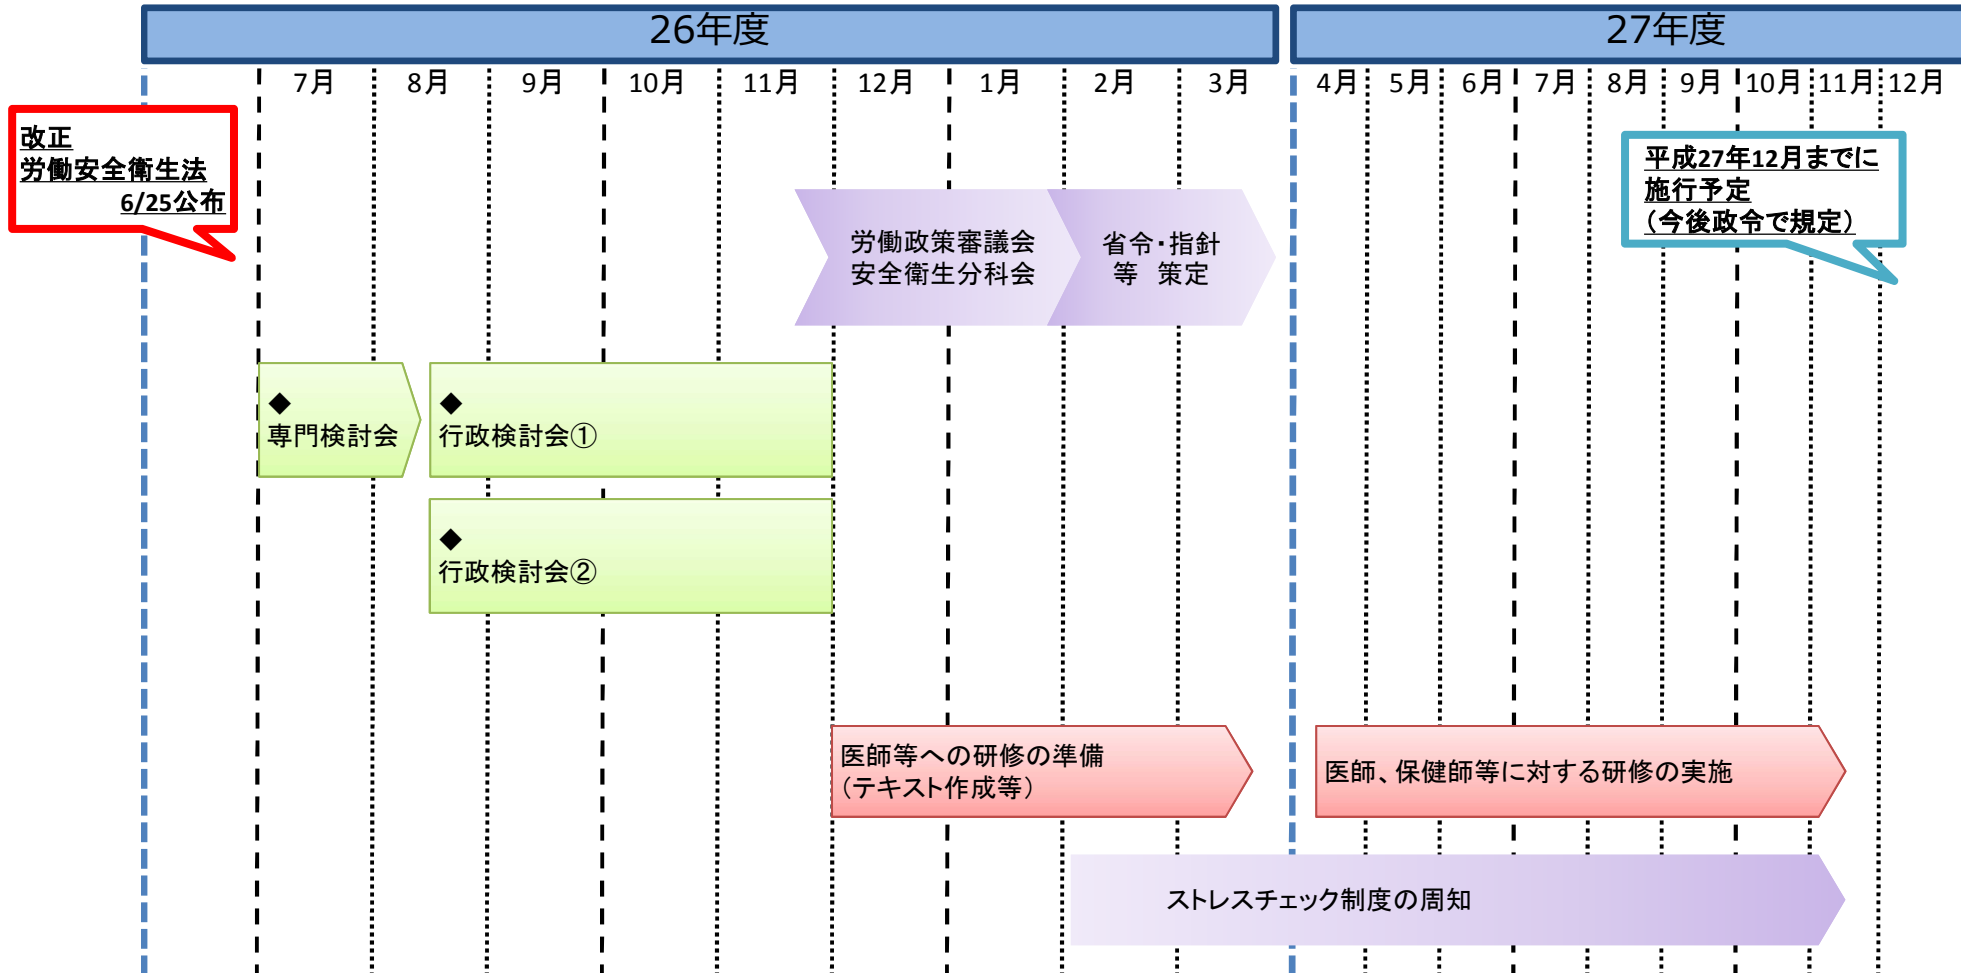 26年度
27年度
7月
8月
9月
10月
11月
12月
1月
2月
3月
4月
5月
6月
7月
8月
9月
10月
11月
12月
改正
労働安全衛生法
6/25公布
平成27年12月までに
施行予定
(今後政令で規定)
労働政策審議会
安全衛生分科会
省令・指針
等　策定
◆
専門検討会
◆
行政検討会①
◆
行政検討会②
医師等への研修の準備
(テキスト作成等)
医師、保健師等に対する研修の実施
ストレスチェック制度の周知